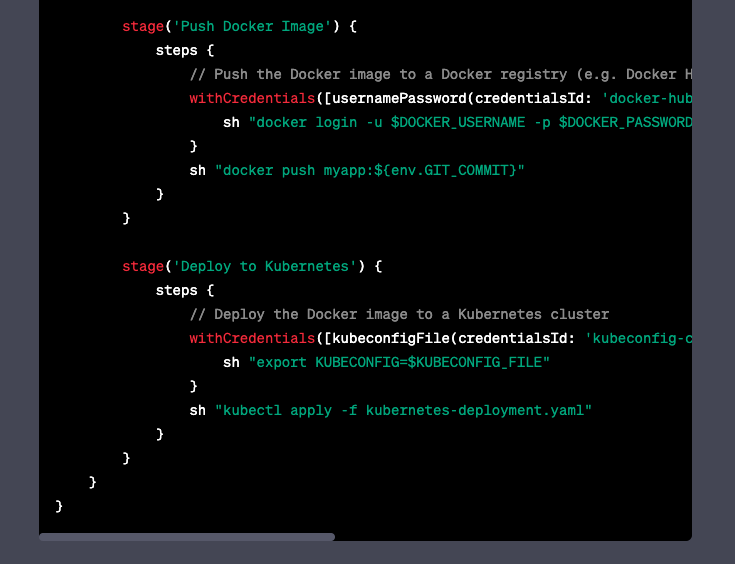 stage('Push Docker Image') {
steps {
// Push the Docker image to a Docker registry (e.g. Docker H
withCredentials([usernamePassword(credentialsId: 'docker-hub
sh "docker login -u $DOCKER_USERNAME -p $DOCKER_PASSWORD
}
sh "docker push myapp:${env.GIT_COMMIT}"
}
}
stage('Deploy to Kubernetes') {
steps {
// Deploy the Docker image to a Kubernetes cluster
withCredentials([kubeconfigFile(credentialsId: 'kubeconfig-c
sh "export KUBECONFIG=$KUBECONFIG_FILE"
}
sh "kubectl apply -f kubernetes-deployment.yaml"
}
}
}
}